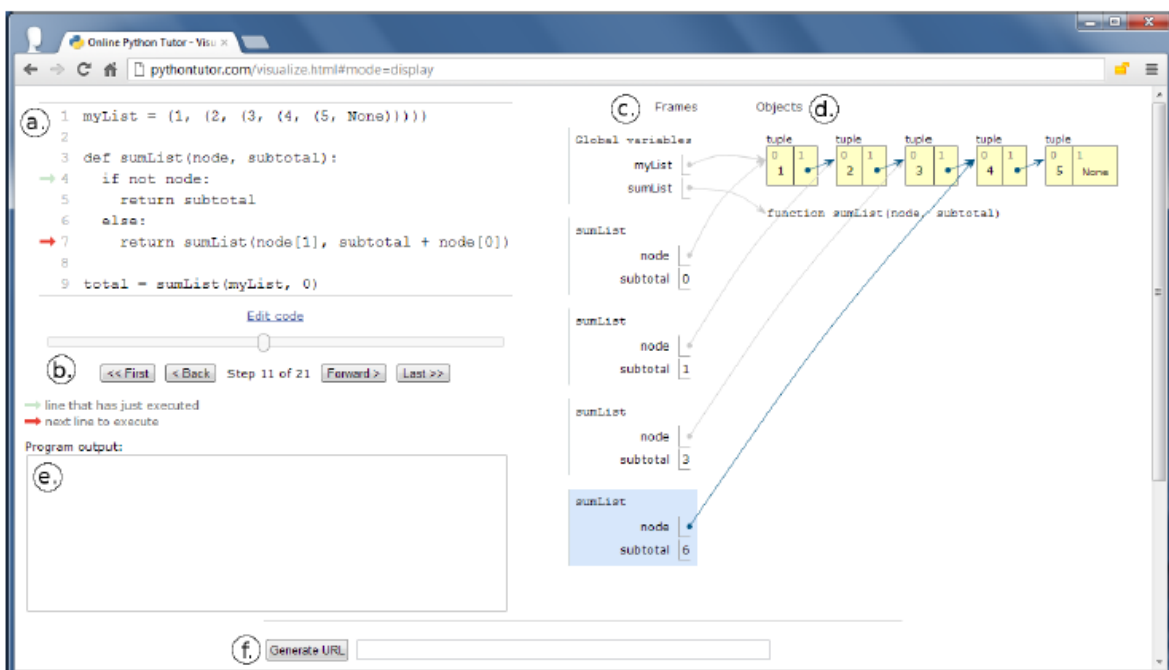 Online Python Tutor - Visu ×
pythontutor.com/visualize.html#mode=display
a.
1 myList = (1, (2, (3, (4, (5, None)))))
2
3 def sumList(node, subtotal):
4 if not node:
5 return subtotal
6 else:
7 return sumList(node[1], subtotal + node[0])
8
9 total = sumList(myList, 0)
Edit code
b.
<< First < Back Step 11 of 21 Forward > Last >>
line that has just executed
next line to execute
Program output:
e.
c. Frames Objects d.
Global variables
myList
sumList
tuple tuple tuple tuple tuple
0 1 0 1 0 1 0 1 0 1
1 2 3 4 5 None
function sumList(node, subtotal)
sumList
node
subtotal 0
sumList
node
subtotal 1
sumList
node
subtotal 3
sumList
node
subtotal 6
f. Generate URL